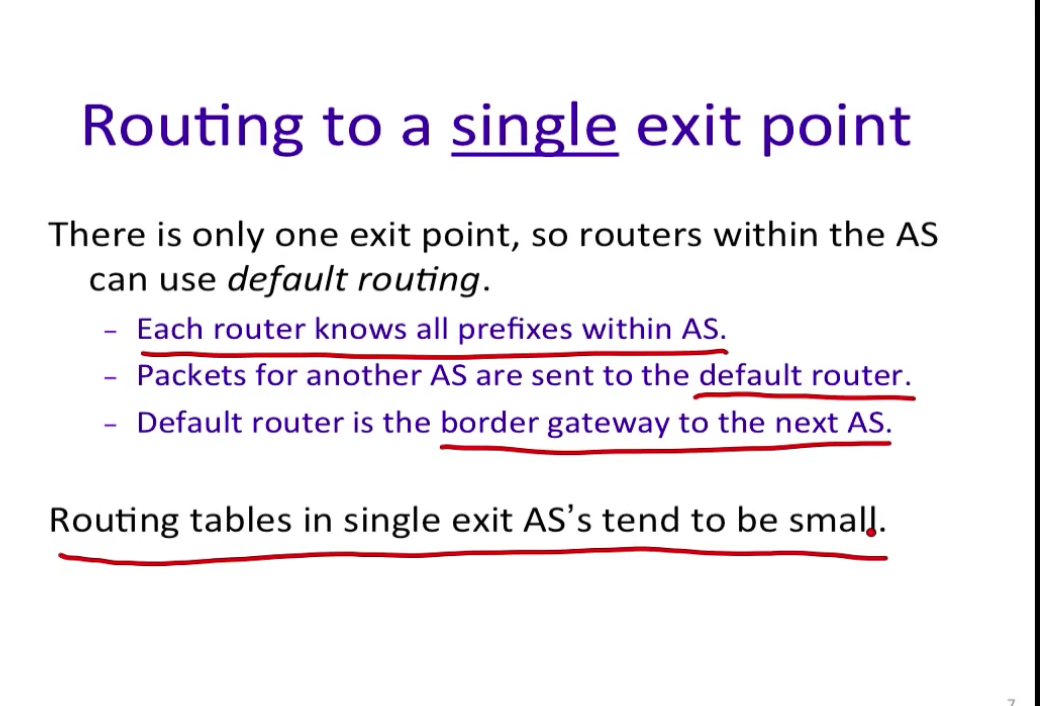 Routing to a single exit point
There is only one exit point, so routers within the AS
can use default routing.
– Each router knows all prefixes within AS.
– Packets for another AS are sent to the default router.
– Default router is the border gateway to the next AS.
Routing tables in single exit AS’s tend to be small.
7